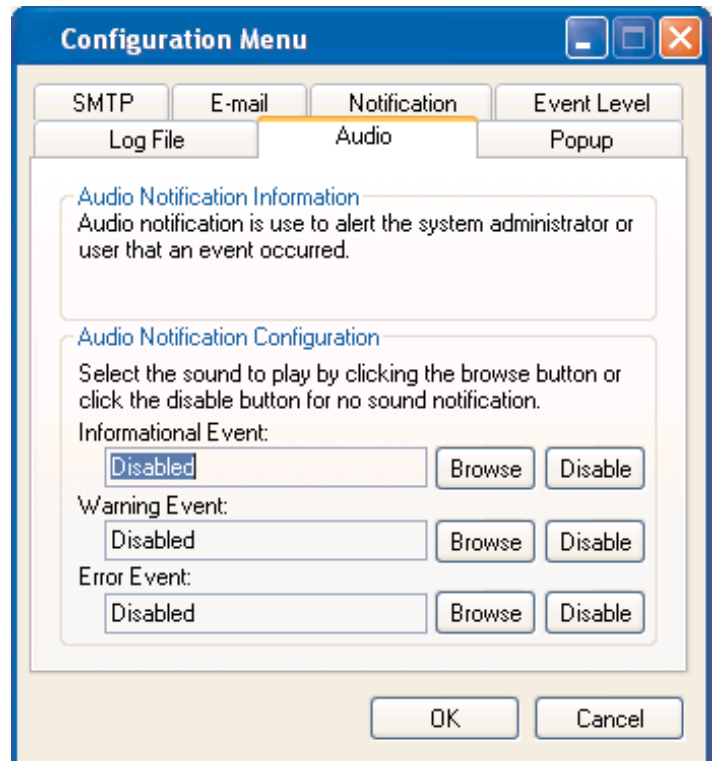 Configuration Menu
SMTP E-mail Notification Event Level
Log File Audio Popup
Audio Notification Information
Audio notification is use to alert the system administrator or
user that an event occurred.
Audio Notification Configuration
Select the sound to play by clicking the browse button or
click the disable button for no sound notification.
Informational Event:
Disabled Browse Disable
Warning Event:
Disabled Browse Disable
Error Event:
Disabled Browse Disable
OK Cancel